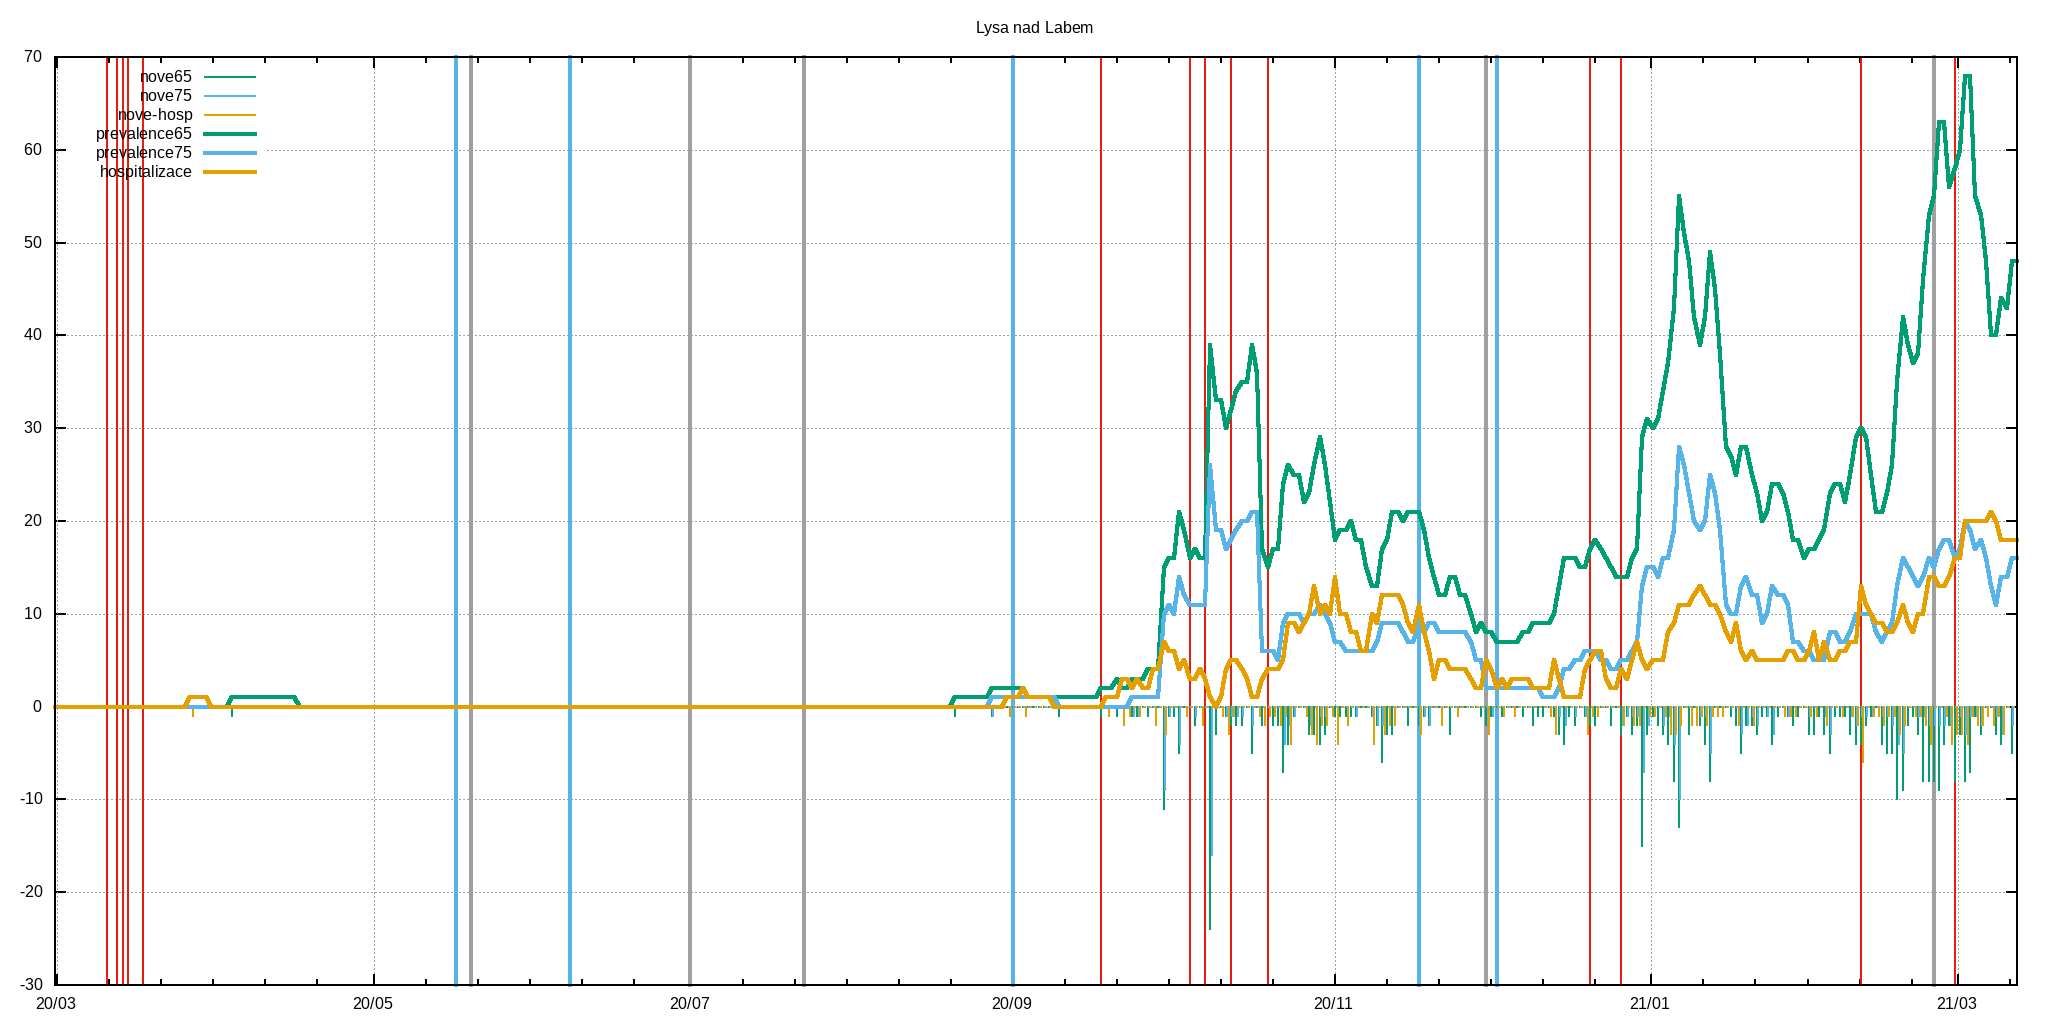 Lysa nad Labem
70
60
50
40
30
20
10
0
-10
-20
-30
nove65
nove75
nove-hosp
prevalence65
prevalence75
hospitalizace
20/03 20/05 20/07 20/09 20/11 21/01 21/03